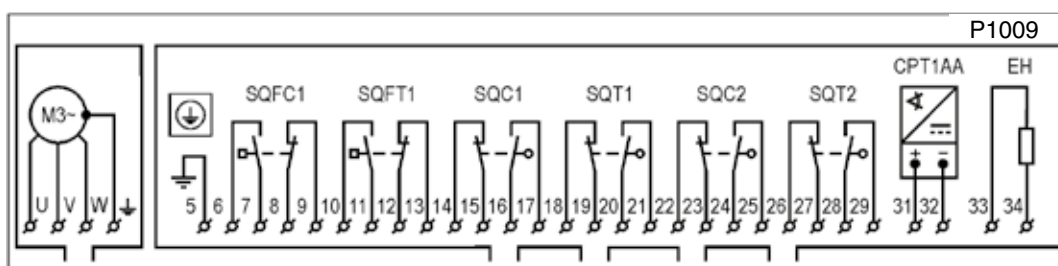 P1009
CPT1AA EH
SQFC1 SQFT1 SQC1 SQT1 SQC2 SQT2
M3~
+ −
U V W 5 6 7 8 9 10 11 12 13 14 15 16 17 18 19 20 21 22 23 24 25 26 27 28 29 31 32 33 34